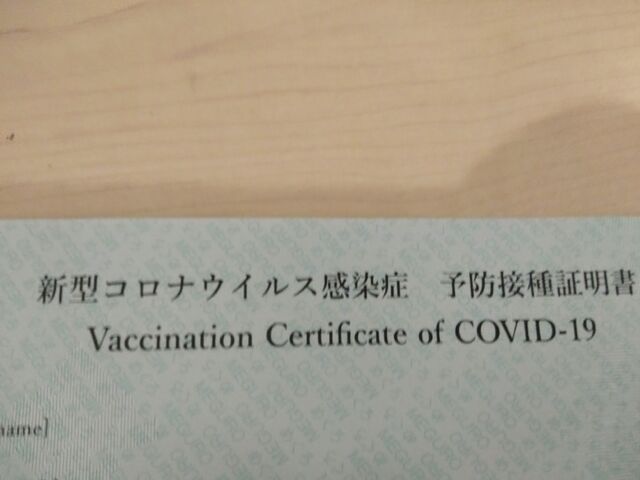 新型コロナウイルス感染症　予防接種証明書
Vaccination Certificate of COVID-19
name]